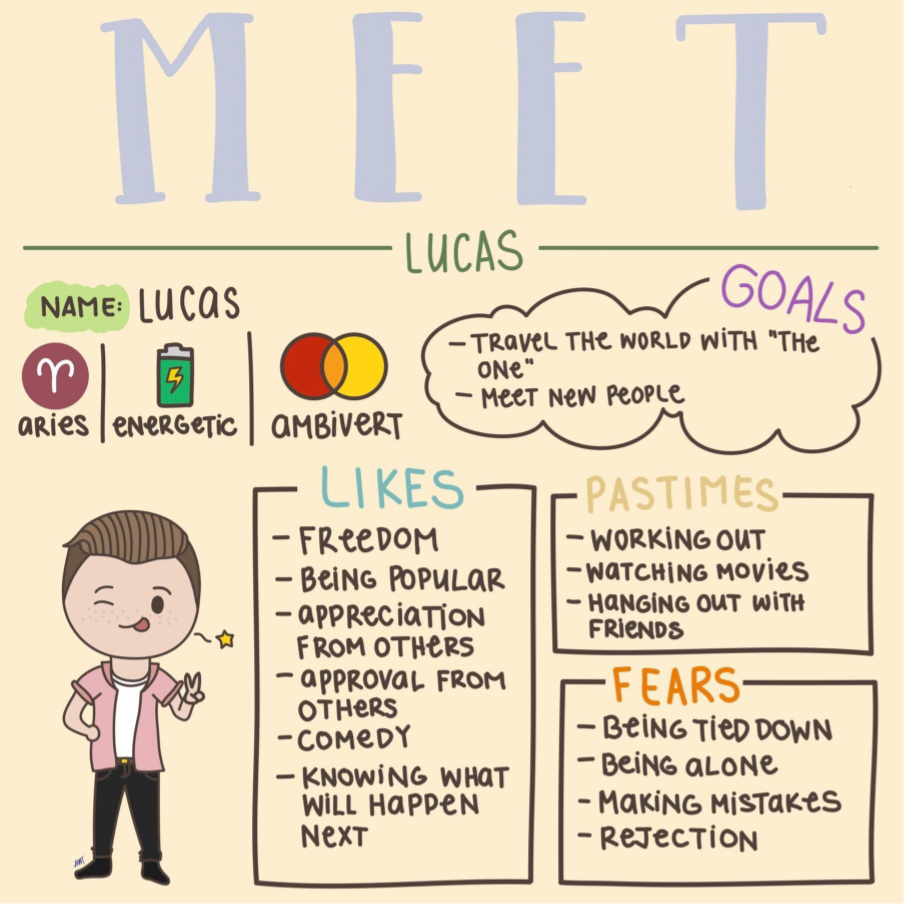 MEET
LUCAS
NAME: LUCAS
ARIES
ENERGETIC
AMBIVERT
GOALS
- TRAVEL THE WORLD WITH "THE
ONE"
- MEET NEW PEOPLE
LIKES
- FREEDOM
- BEING POPULAR
- APPRECIATION
FROM OTHERS
- APPROVAL FROM
OTHERS
- COMEDY
- KNOWING WHAT
WILL HAPPEN
NEXT
PASTIMES
- WORKING OUT
- WATCHING MOVIES
- HANGING OUT WITH
FRIENDS
FEARS
- BEING TIED DOWN
- BEING ALONE
- MAKING MISTAKES
- REJECTION